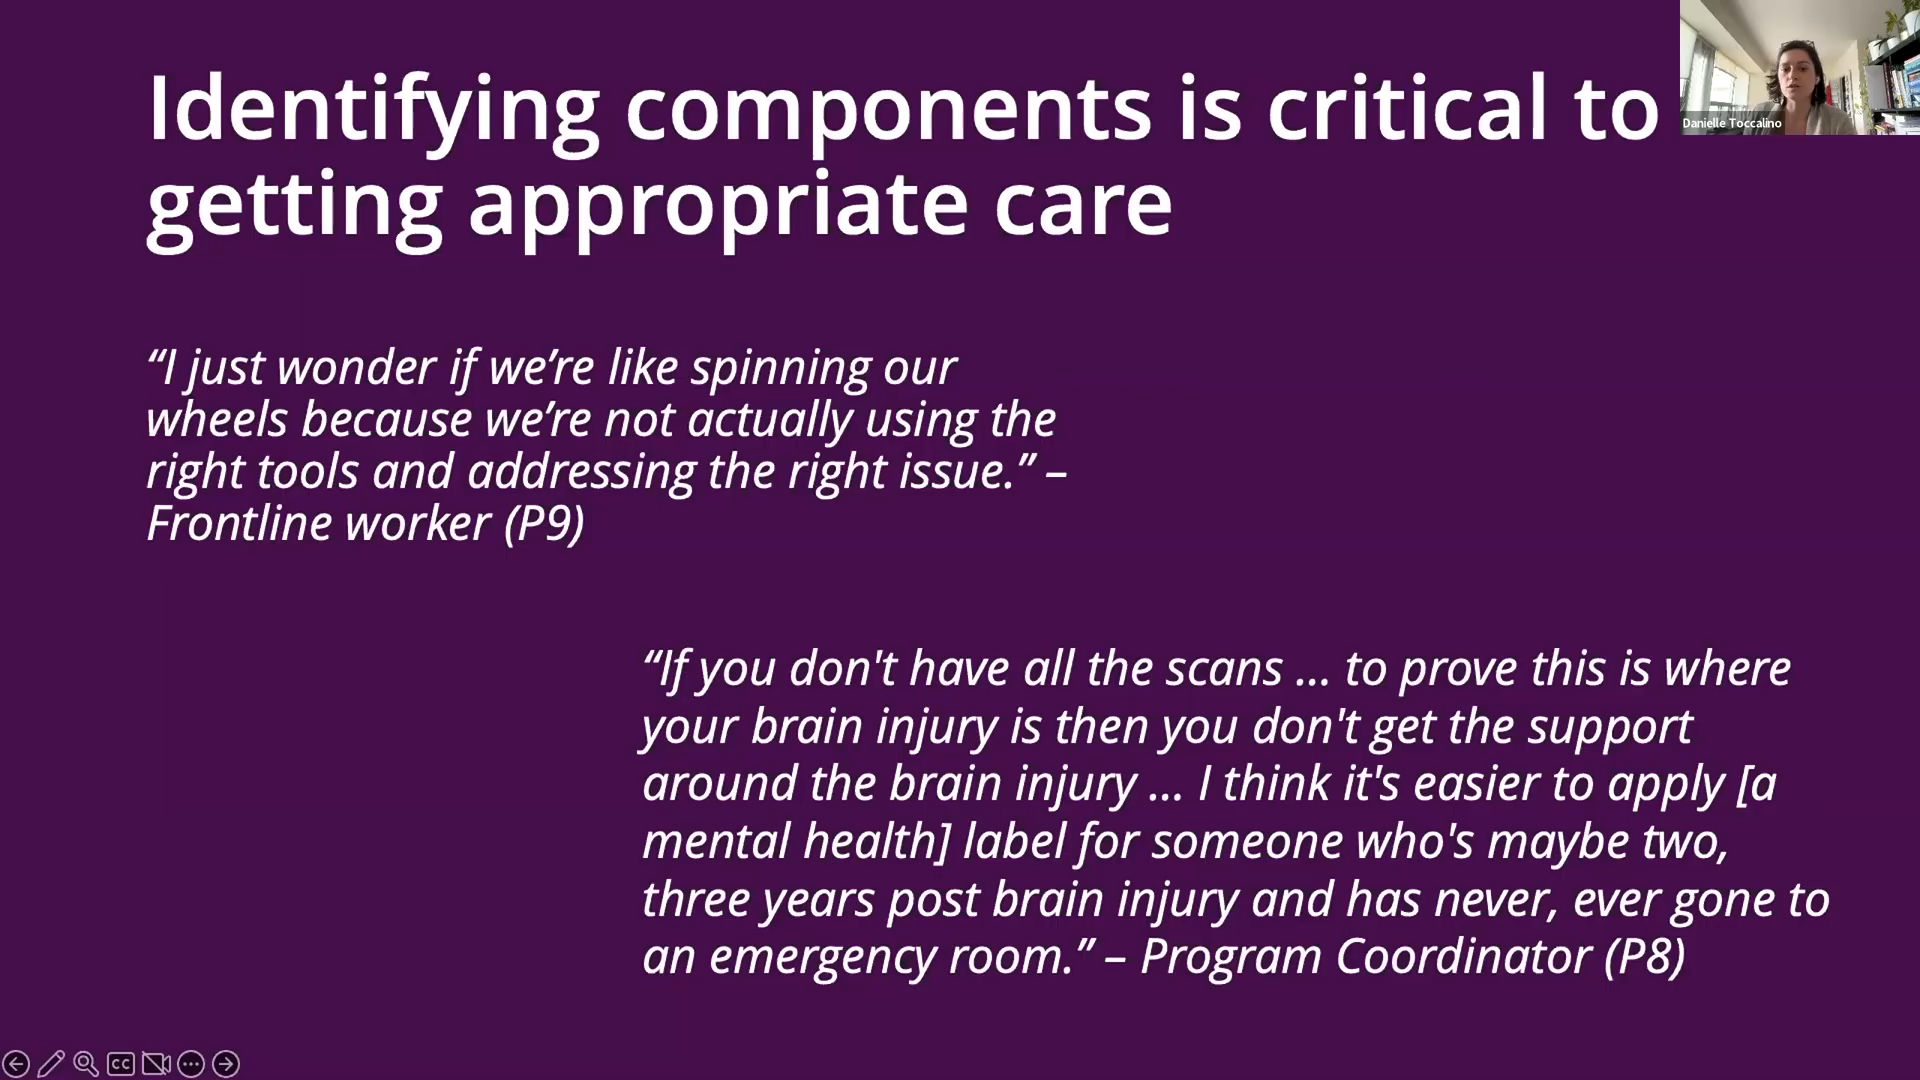 Identifying components is critical to
getting appropriate care
Danielle Toccalino
“I just wonder if we’re like spinning our
wheels because we’re not actually using the
right tools and addressing the right issue.” –
Frontline worker (P9)
“If you don't have all the scans ... to prove this is where
your brain injury is then you don't get the support
around the brain injury ... I think it's easier to apply [a
mental health] label for someone who's maybe two,
three years post brain injury and has never, ever gone to
an emergency room.” – Program Coordinator (P8)
CC